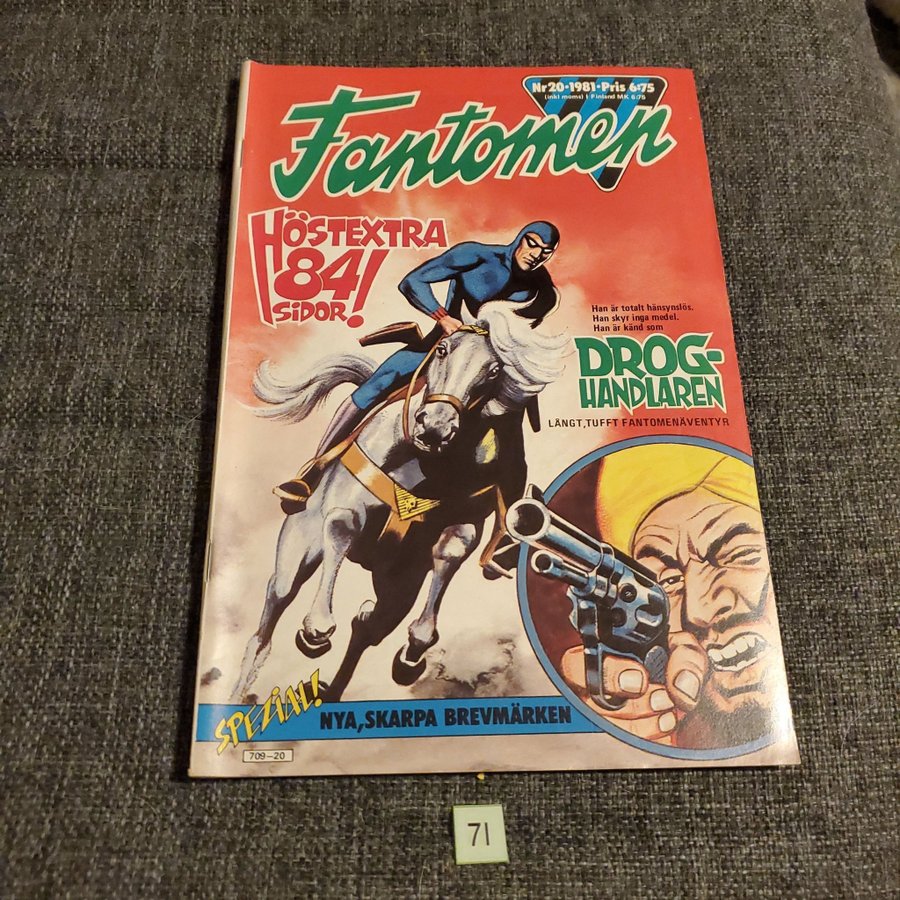 Nr 20•1981•Pris 6:75
(inkl moms) I Finland MK 6:75
Fantomen
HÖSTEXTRA
84
SIDOR!
Han är totalt hänsynslös.
Han skyr inga medel.
Han är känd som
DROG-
HANDLAREN
LÅNGT,TUFFT FANTOMENÄVENTYR
SPEZIAL!
NYA,SKARPA BREVMÄRKEN
709—20
71